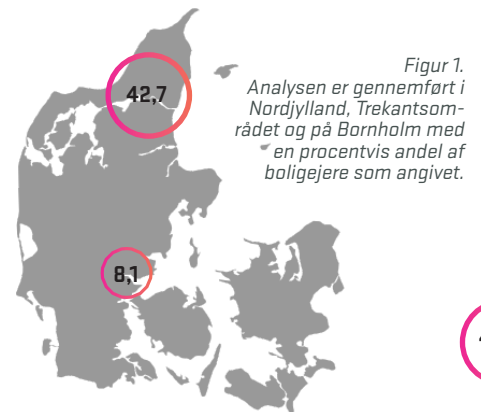 42,7
Figur 1.
Analysen er gennemført i
Nordjylland, Trekantsom-
rådet og på Bornholm med
en procentvis andel af
boligejere som angivet.
8,1